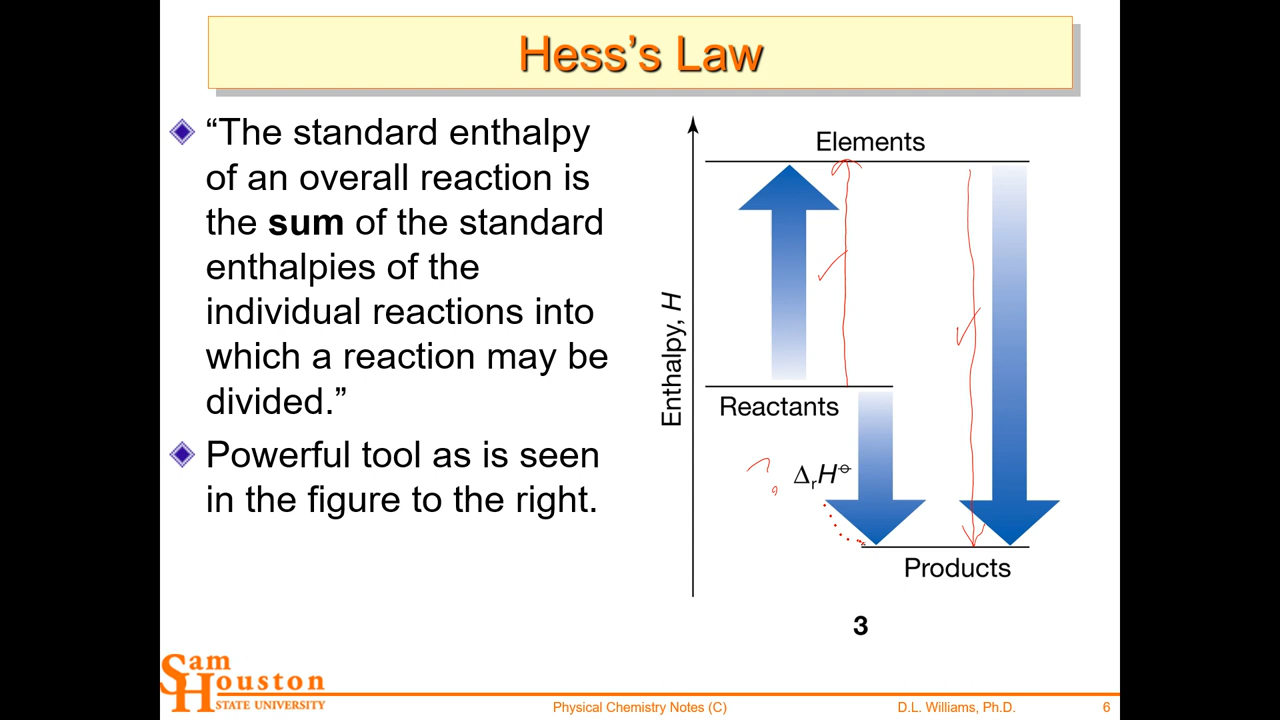 Hess’s Law
“The standard enthalpy
of an overall reaction is
the sum of the standard
enthalpies of the
individual reactions into
which a reaction may be
divided.”
Powerful tool as is seen
in the figure to the right.
Elements
Enthalpy, H
Reactants
?
ΔrH⦵
Products
3
Sam
Houston
STATE UNIVERSITY
Physical Chemistry Notes (C)
D.L. Williams, Ph.D.
6